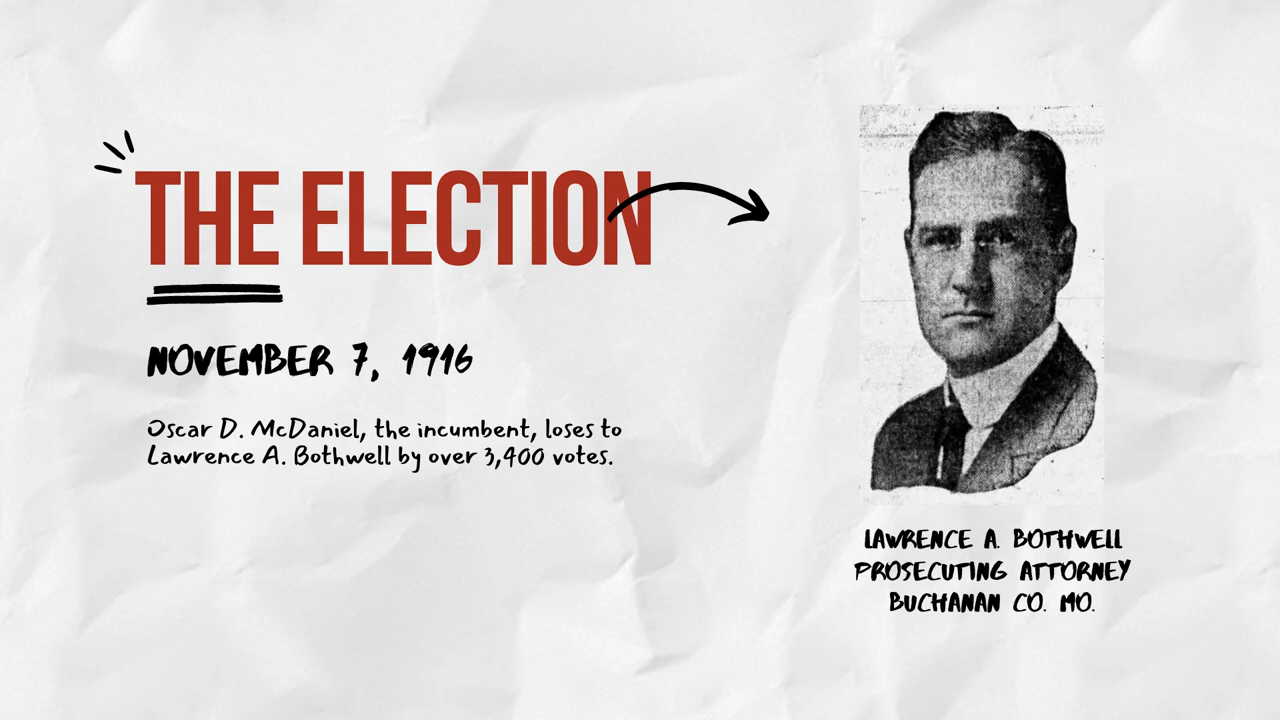 THE ELECTION
NOVEMBER 7, 1916
Oscar D. McDaniel, the incumbent, loses to
Lawrence A. Bothwell by over 3,400 votes.
LAWRENCE A. BOTHWELL
PROSECUTING ATTORNEY
BUCHANAN CO. MO.